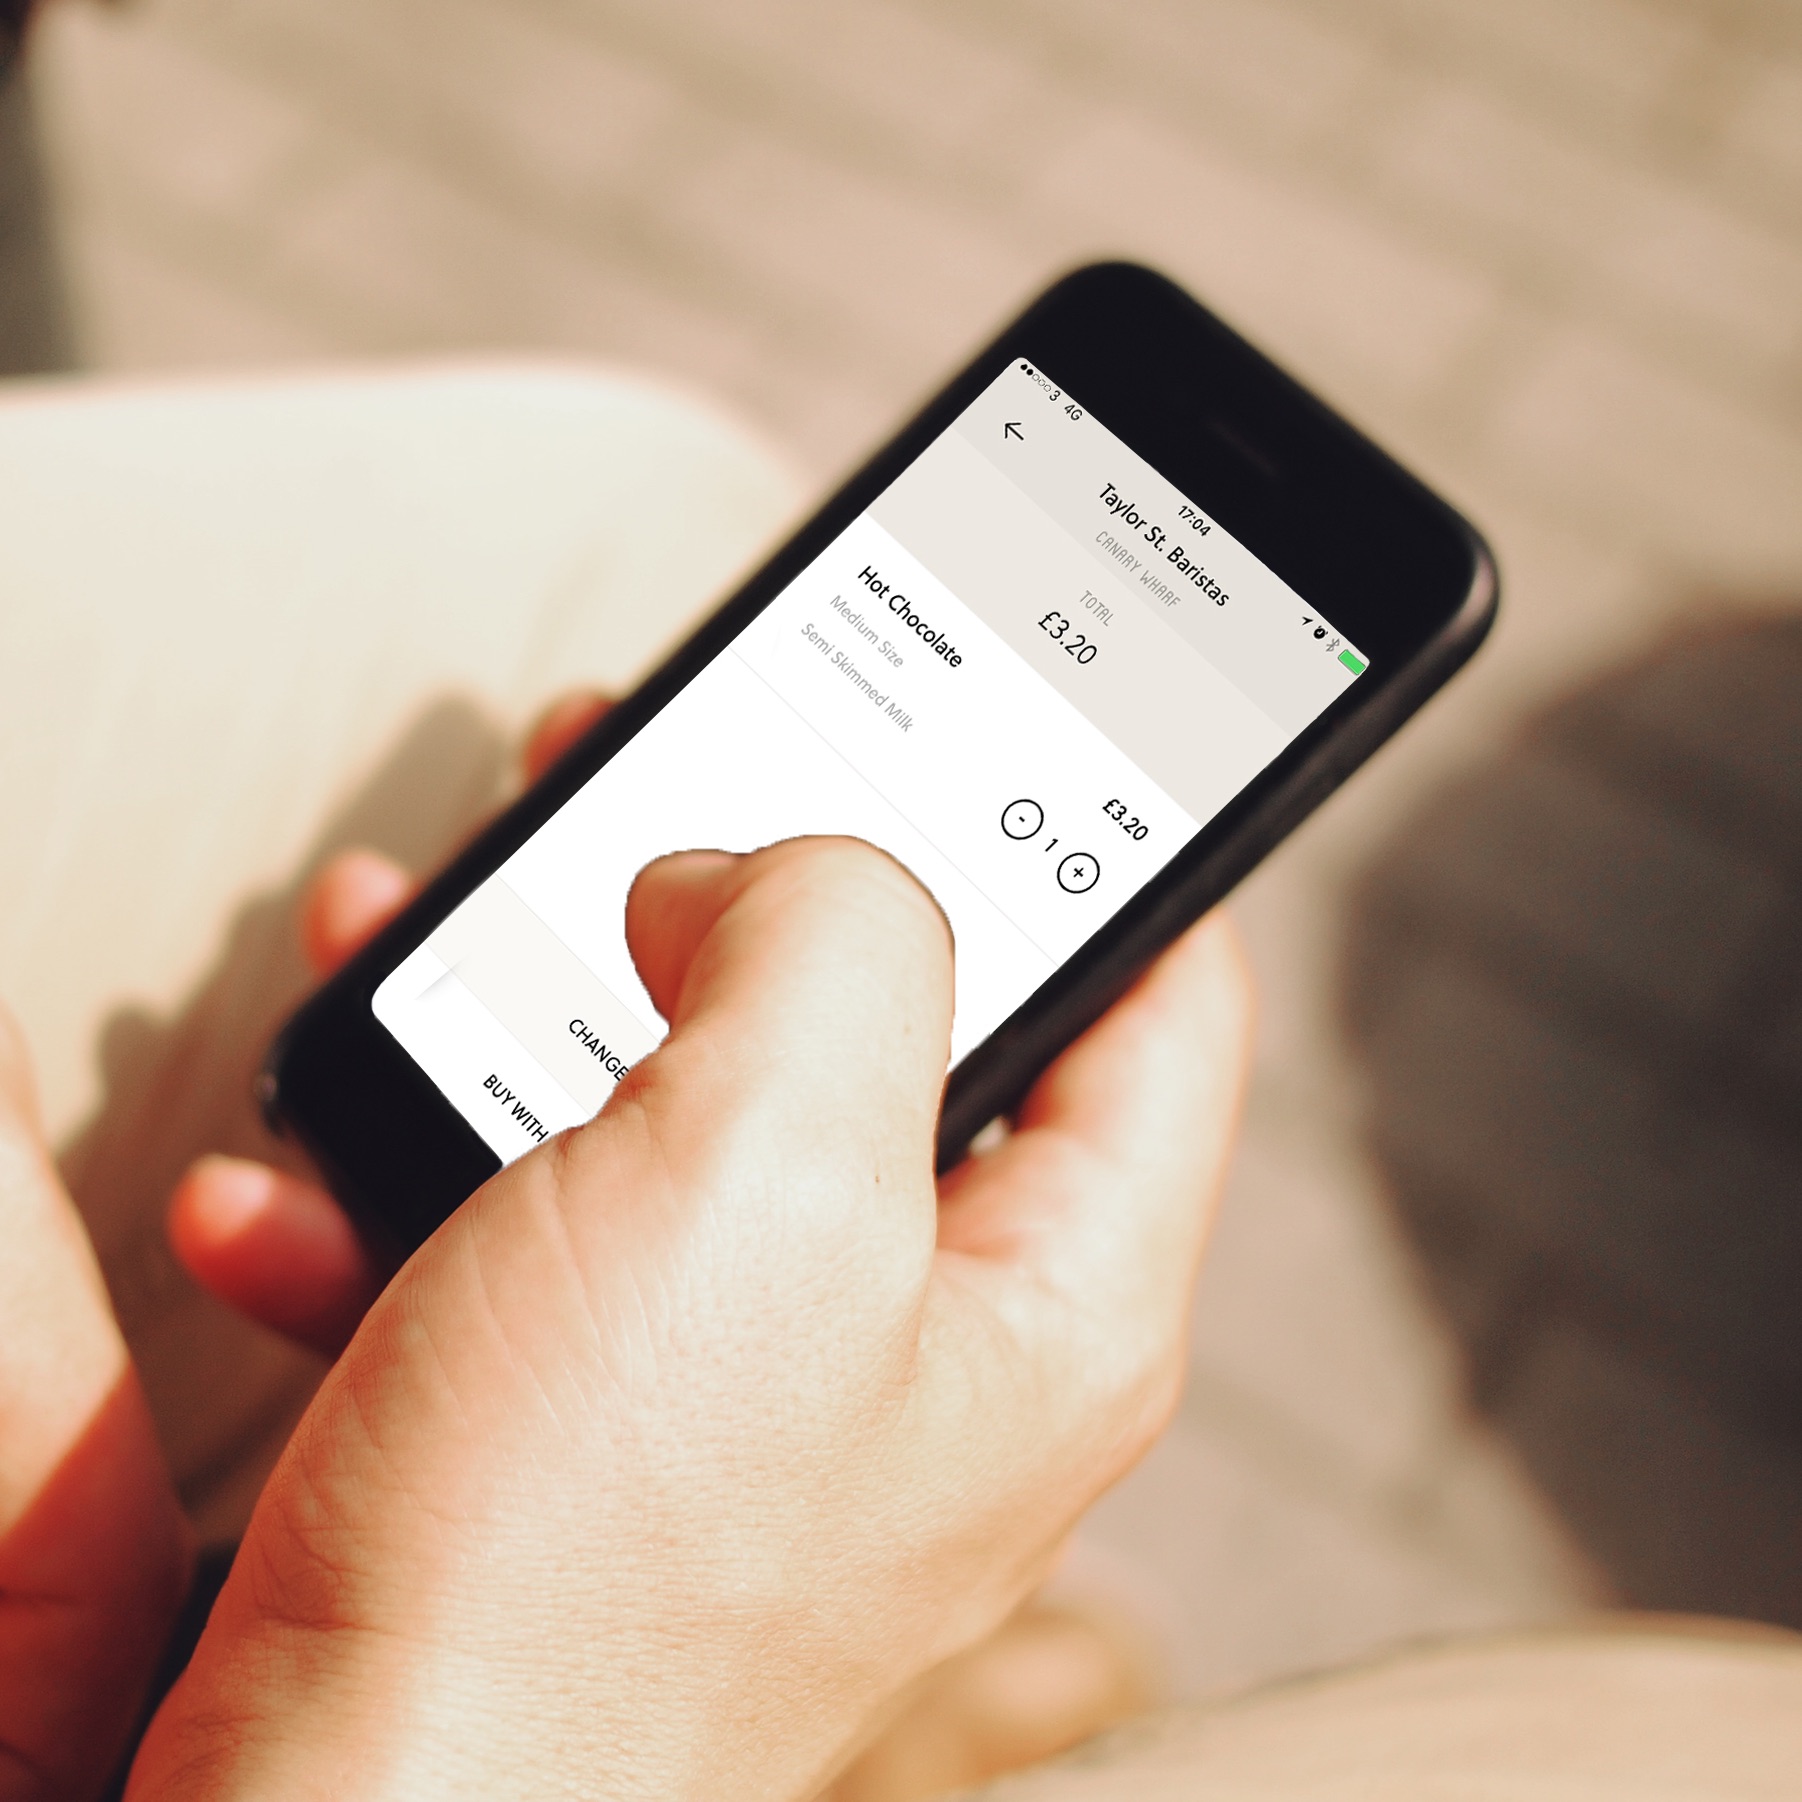 3 4G
17:04
Taylor St. Baristas
CANARY WHARF
TOTAL
£3.20
Hot Chocolate
£3.20
Medium Size
Semi Skimmed Milk
- 1 +
CHANGE
BUY WITH